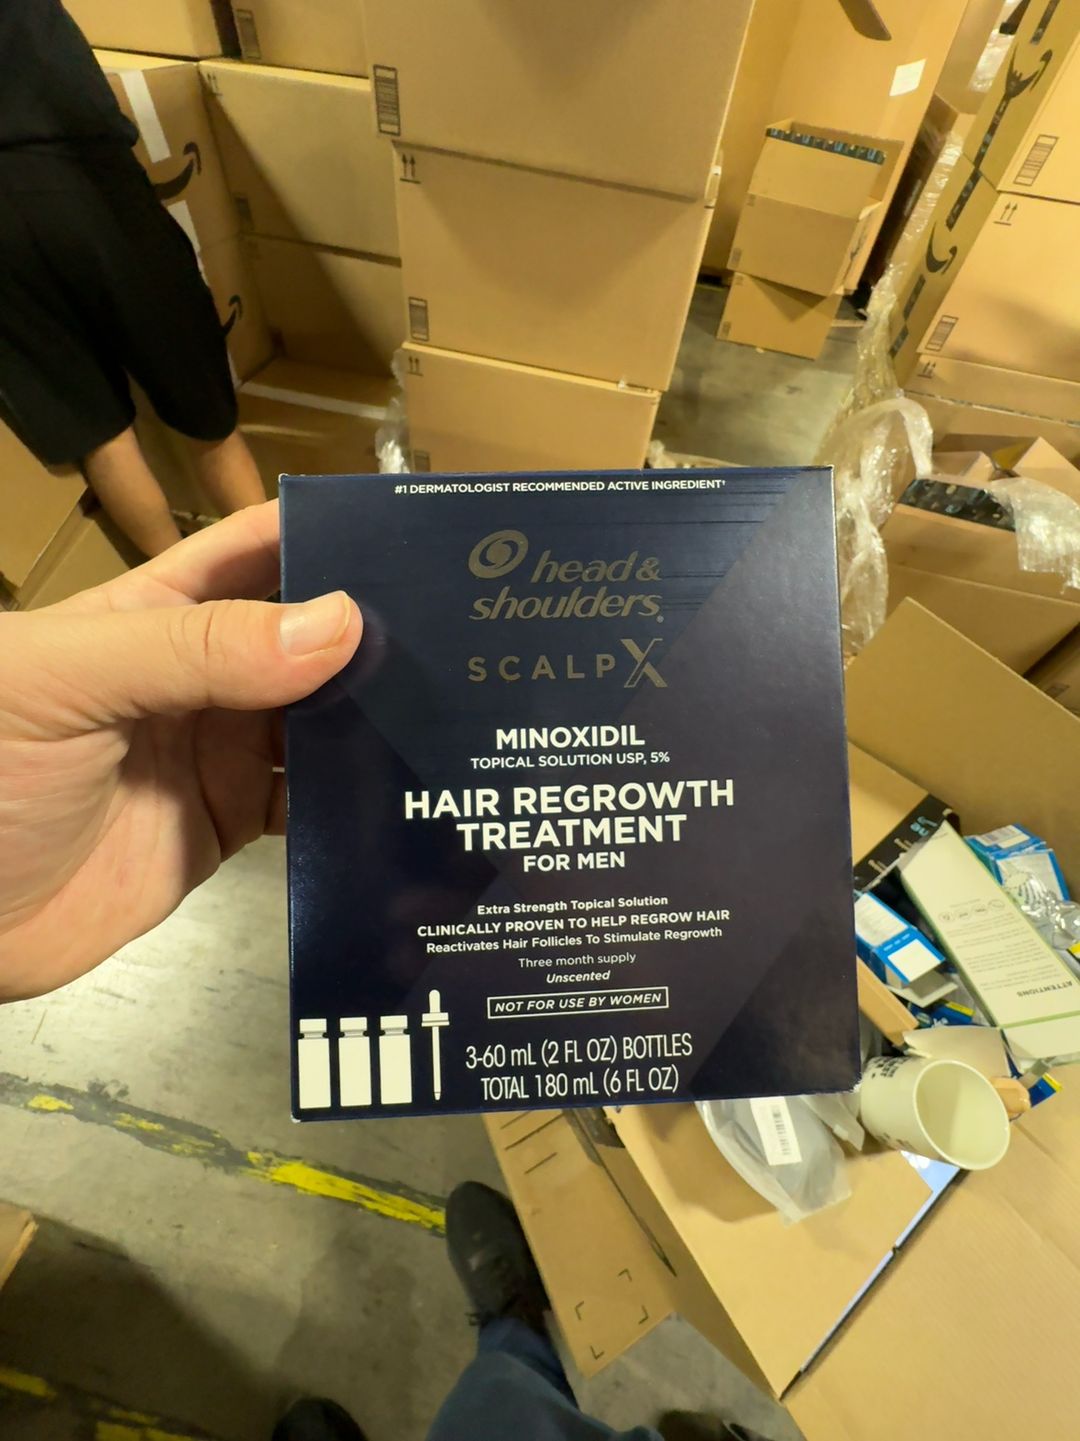 #1 DERMATOLOGIST RECOMMENDED ACTIVE INGREDIENT†
head &
shoulders®
SCALP X
MINOXIDIL
TOPICAL SOLUTION USP, 5%
HAIR REGROWTH
TREATMENT
FOR MEN
Extra Strength Topical Solution
CLINICALLY PROVEN TO HELP REGROW HAIR
Reactivates Hair Follicles To Stimulate Regrowth
Three month supply
Unscented
NOT FOR USE BY WOMEN
3-60 mL (2 FL OZ) BOTTLES
TOTAL 180 mL (6 FL OZ)
ATTENTIONS